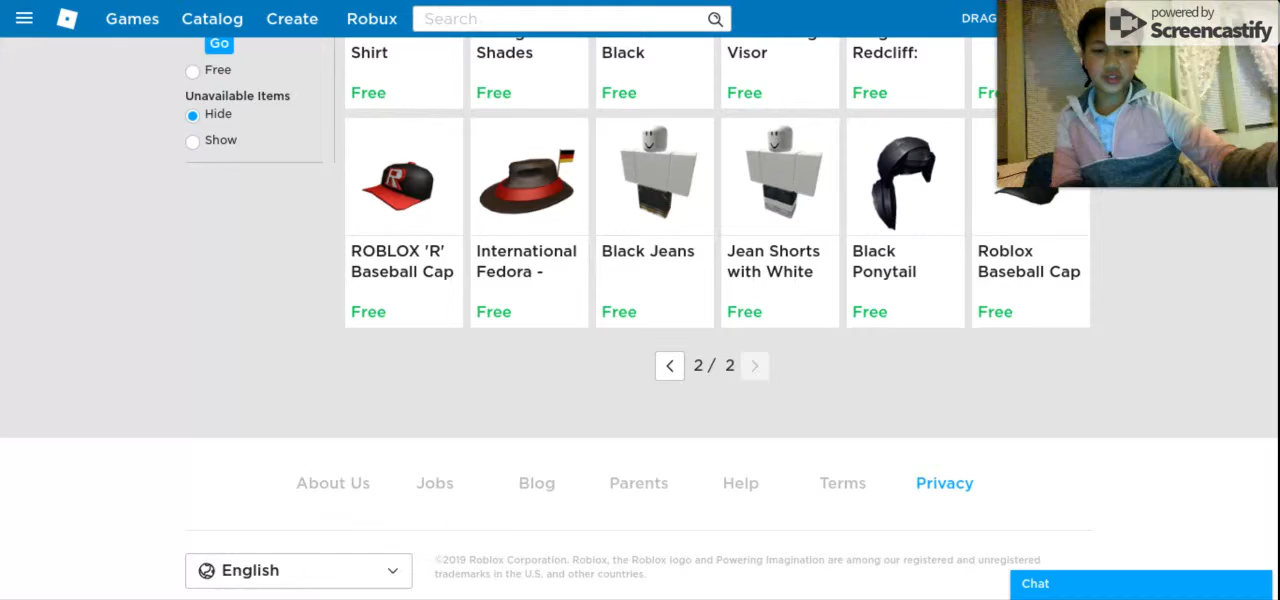 Games Catalog Create Robux Search DRAG
powered by
Screencastify
Go
Free
Unavailable Items
Hide
Show
Shirt
Free
Shades
Free
Black
Free
Visor
Free
Redcliff:
Free
ROBLOX 'R'
Baseball Cap
Free
International
Fedora -
Free
Black Jeans
Free
Jean Shorts
with White
Free
Black
Ponytail
Free
Roblox
Baseball Cap
Free
2 / 2
About Us Jobs Blog Parents Help Terms Privacy
English
©2019 Roblox Corporation. Roblox, the Roblox logo and Powering Imagination are among our registered and unregistered
trademarks in the U.S. and other countries.
Chat